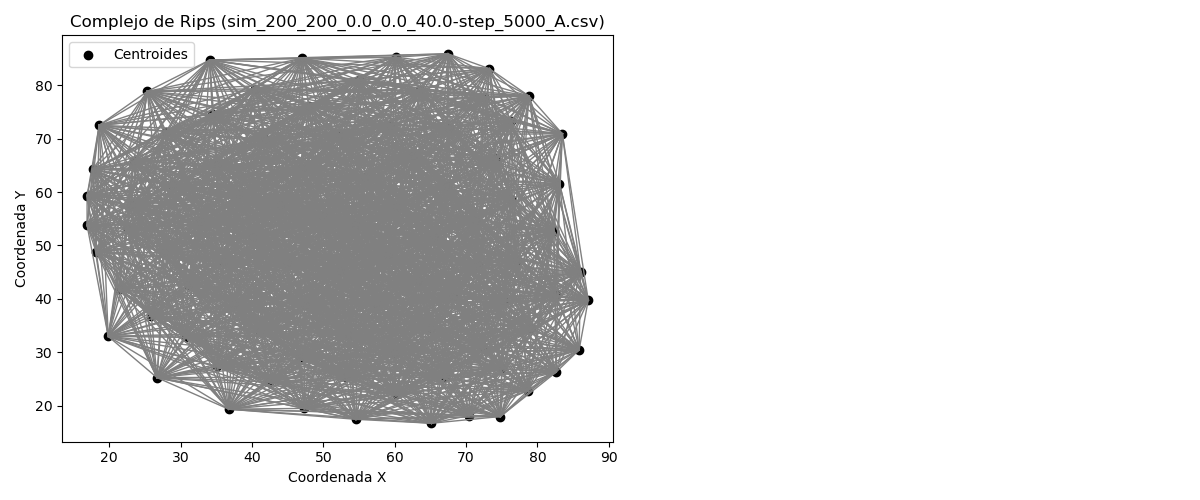 Complejo de Rips (sim_200_200_0.0_0.0_40.0-step_5000_A.csv)
Centroides
80
70
60
50
40
30
20
Coordenada Y
20 30 40 50 60 70 80 90
Coordenada X